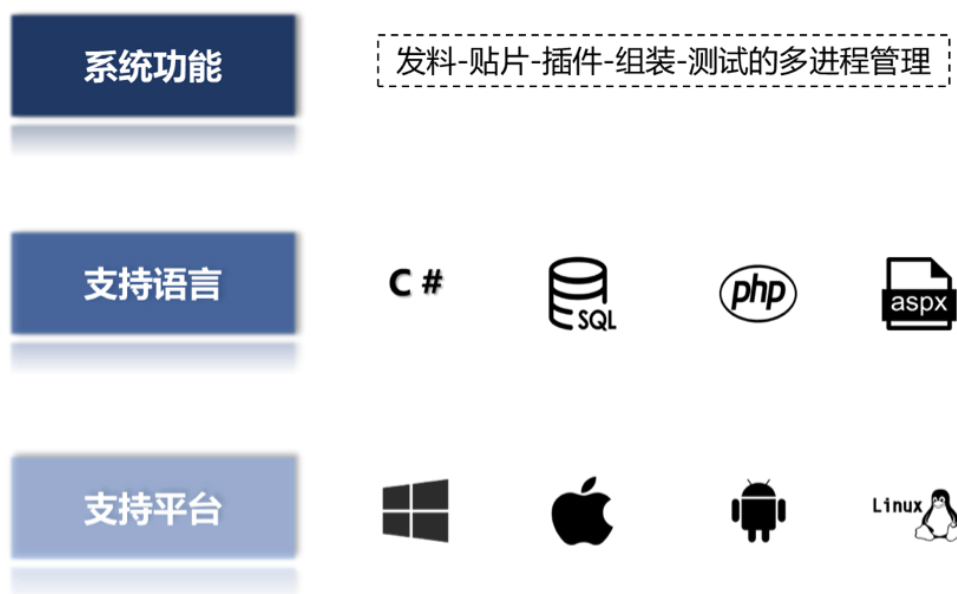 系统功能
发料-贴片-插件-组装-测试的多进程管理
支持语言
C #
SQL
php
aspx
支持平台
Linux